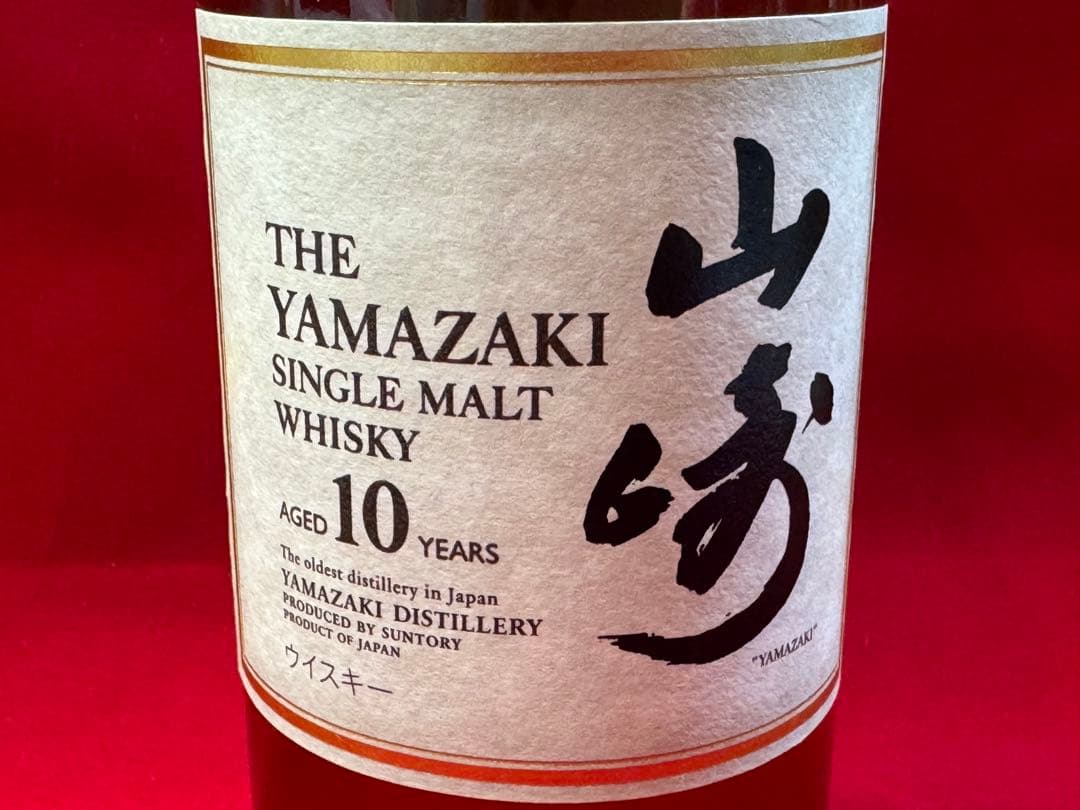 THE
YAMAZAKI
SINGLE MALT
WHISKY
AGED 10 YEARS
The oldest distillery in Japan
YAMAZAKI DISTILLERY
PRODUCED BY SUNTORY
PRODUCT OF JAPAN
ウイスキー
山崎
"YAMAZAKI"